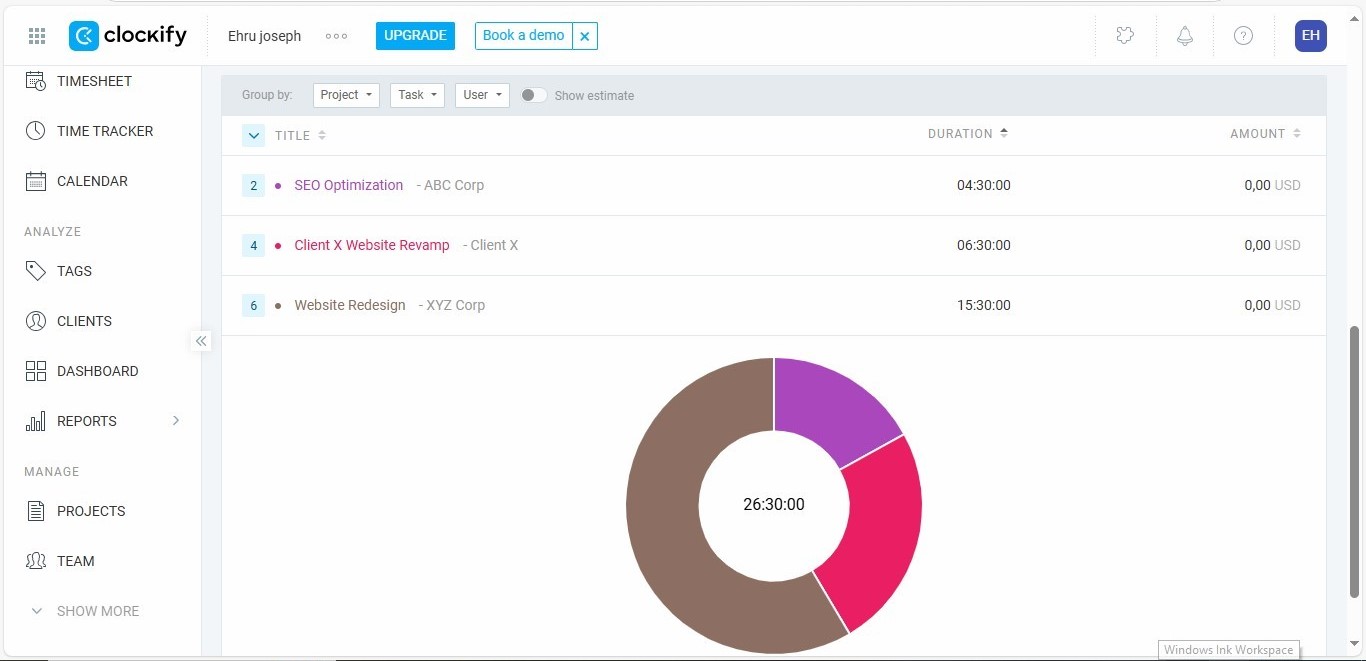 clockify
Ehru joseph
UPGRADE
Book a demo ×
?
EH
TIMESHEET
TIME TRACKER
CALENDAR
ANALYZE
TAGS
CLIENTS
DASHBOARD
REPORTS
MANAGE
PROJECTS
TEAM
SHOW MORE
Group by: Project Task User Show estimate
TITLE DURATION AMOUNT
2 SEO Optimization - ABC Corp 04:30:00 0,00 USD
4 Client X Website Revamp - Client X 06:30:00 0,00 USD
6 Website Redesign - XYZ Corp 15:30:00 0,00 USD
26:30:00
Windows Ink Workspace